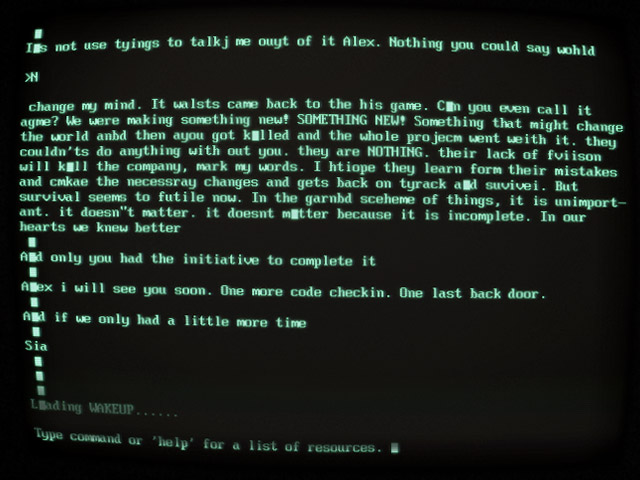 I█s not use tyings to talkj me ouyt of it Alex. Nothing you could say wohld
>N
change my mind. It walsts came back to the his game. C█n you even call it
agme? We were making something new! SOMETHING NEW! Something that might change
the world anbd then ayou got k█lled and the whole projecm went weith it. they
couldn'ts do anything with out you. they are NOTHING. their lack of fviison
will k█ll the company, mark my words. I htiope they learn form their mistakes
and cmkae the necessray changes and gets back on tyrack a█d suvivei. But
survival seems to futile now. In the garnbd sceheme of things, it is unimport-
ant. it doesn"t matter. it doesnt m█tter because it is incomplete. In our
hearts we knew better
A█d only you had the initiative to complete it
A█ex i will see you soon. One more code checkin. One last back door.
A█d if we only had a little more time
Sia
L█ading WAKEUP......
Type command or 'help' for a list of resources.